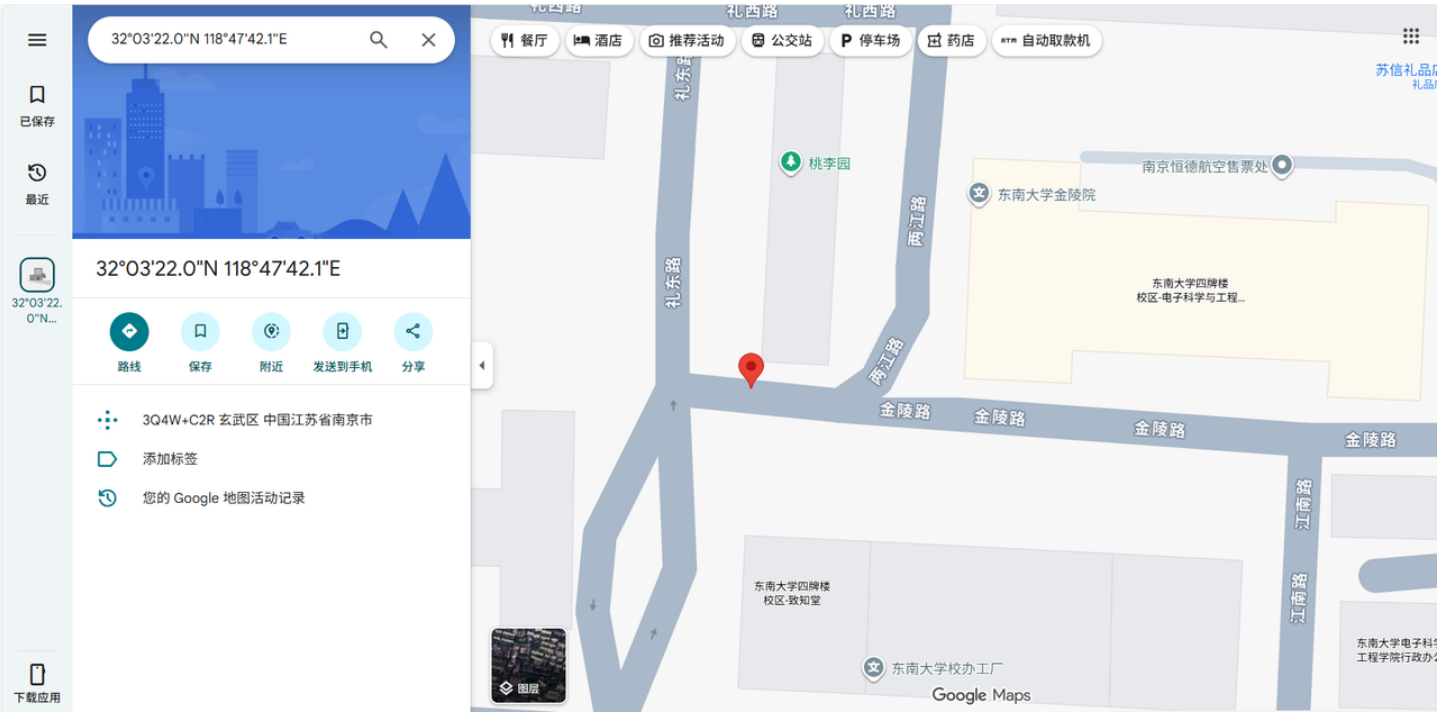 32°03'22.0"N 118°47'42.1"E
已保存
最近
32°03'22.
0"N...
下载应用
32°03'22.0"N 118°47'42.1"E
路线
保存
附近
发送到手机
分享
3Q4W+C2R 玄武区 中国江苏省南京市
添加标签
您的 Google 地图活动记录
礼西路
礼西路
礼西路
餐厅
酒店
推荐活动
公交站
P 停车场
药店
ATM 自动取款机
苏信礼品店
礼品店
礼东路
桃李园
南京恒德航空售票处
东南大学金陵院
两江路
礼东路
东南大学四牌楼
校区-电子科学与工程...
两江路
金陵路
金陵路
金陵路
金陵路
江南路
江南路
东南大学四牌楼
校区-致知堂
东南大学电子科学
工程学院行政办公
东南大学校办工厂
图层
Google Maps